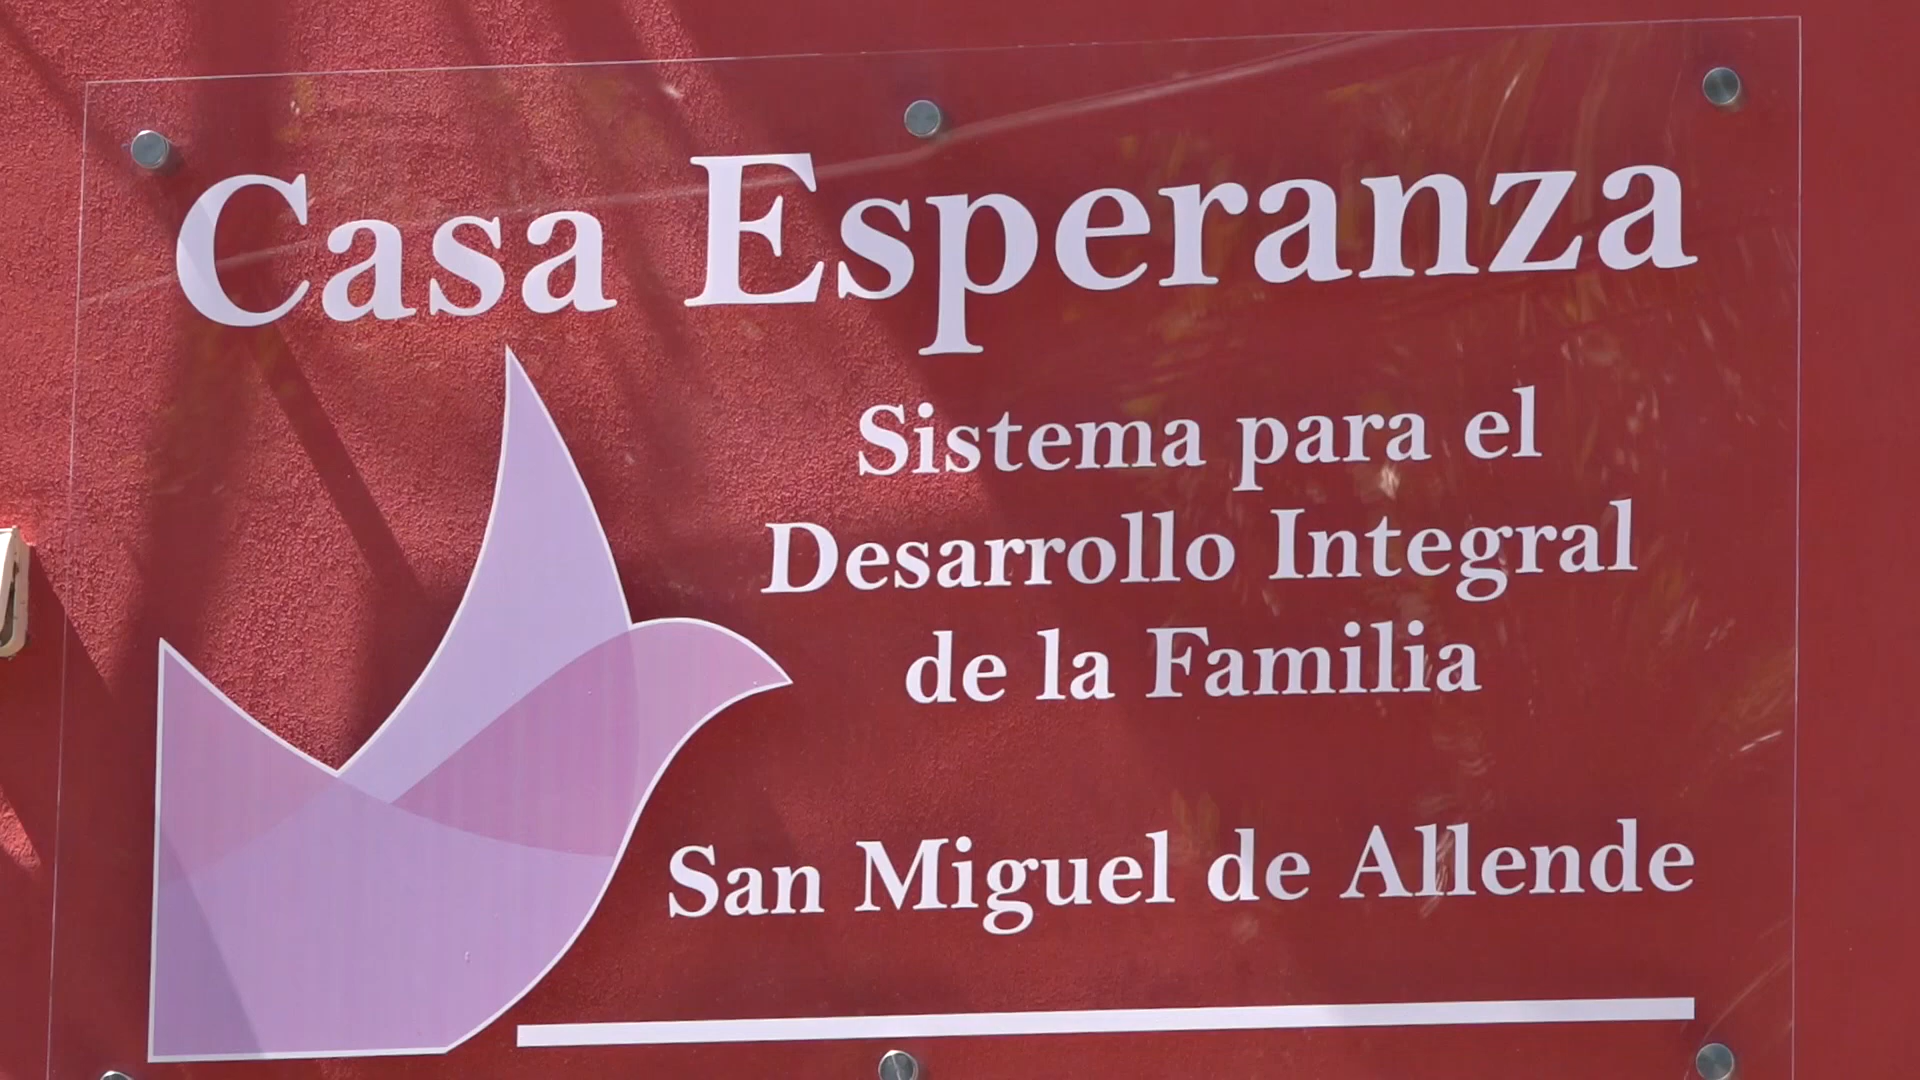 Casa Esperanza
Sistema para el
Desarrollo Integral
de la Familia
San Miguel de Allende